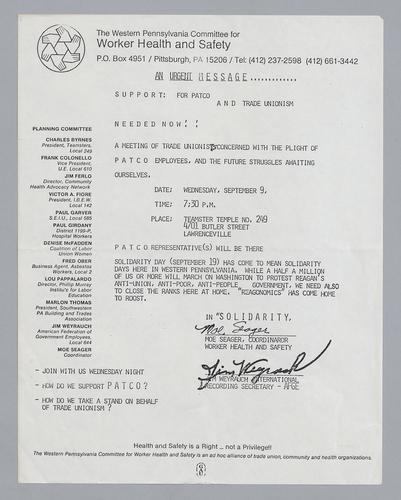 The Western Pennsylvania Committee for
Worker Health and Safety
P.O. Box 4951 / Pittsburgh, PA 15206 / Tel: (412) 237-2598 (412) 661-3442
AN URGENT MESSAGE.............
SUPPORT: FOR PATCO
AND TRADE UNIONISM
NEEDED NOW!!
A MEETING OF TRADE UNIONISTS CONCERNED WITH THE PLIGHT OF
PATCO EMPLOYEES, AND THE FUTURE STRUGGLES AWAITING
OURSELVES.
DATE: WEDNESDAY, SEPTEMBER 9,
TIME: 7:30 P.M.
PLACE: TEAMSTER TEMPLE NO. 249
4701 BUTLER STREET
LAWRENCEVILLE
PATCO REPRESENTATIVE(S) WILL BE THERE
SOLIDARITY DAY (SEPTEMBER 19) HAS COME TO MEAN SOLIDARITY
DAYS HERE IN WESTERN PENNSYLVANIA. WHILE A HALF A MILLION
OF US OR MORE WILL MARCH ON WASHINGTON TO PROTEST REAGAN'S
ANTI-UNION, ANTI-POOR, ANTI-PEOPLE, GOVERNMENT, WE NEED ALSO
TO CLOSE THE RANKS HERE AT HOME. "REAGONOMICS" HAS COME HOME
TO ROOST.
IN "SOLIDARITY,
Moe Seager
MOE SEAGER, COORDINAROR
WORKER HEALTH AND SAFETY
Jim Weyrauch
JIM WEYRAUCH INTERNATIONAL
RECORDING SECRETARY - AFGE
PLANNING COMMITTEE
CHARLES BYRNES
President, Teamsters,
Local 249
FRANK COLONELLO
Vice President,
U.E. Local 610
JIM FERLO
Director, Community
Health Advocacy Network
VICTOR A. FIORE
President, I.B.E.W.
Local 142
PAUL GARVER
S.E.I.U., Local 585
PAUL GIRDANY
District 1199-P,
Hospital Workers
DENISE McFADDEN
Coalition of Labor
Union Women
FRED OBER
Business Agent, Asbestos
Workers, Local 2
LOU PAPPALARDO
Director, Phillip Murray
Institute for Labor
Education
MARLON THOMAS
President, Southwestern
PA Building and Trades
Association
JIM WEYRAUCH
American Federation of
Government Employees,
Local 644
MOE SEAGER
Coordinator
- JOIN WITH US WEDNESDAY NIGHT
- HOW DO WE SUPPORT PATCO?
- HOW DO WE TAKE A STAND ON BEHALF
OF TRADE UNIONISM?
Health and Safety is a Right .. not a Privilege!!
The Western Pennsylvania Committee for Worker Health and Safety is an ad hoc alliance of trade union, community and health organizations.